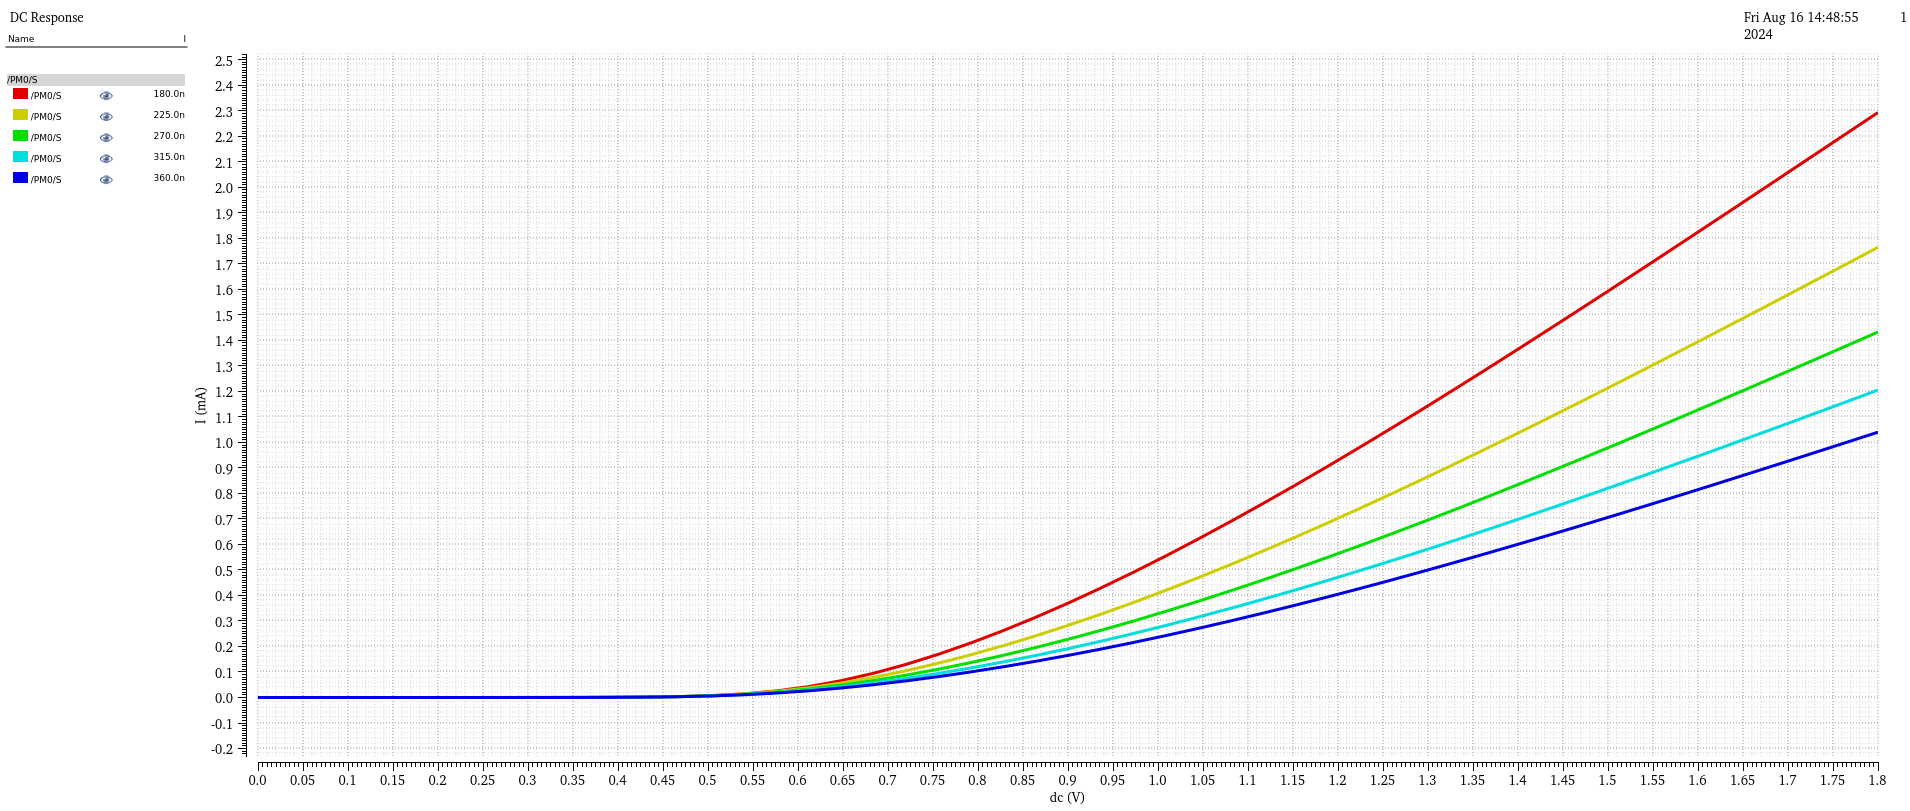 DC Response
Fri Aug 16 14:48:55 1
2024
Name I
/PM0/S
/PM0/S 180.0n
/PM0/S 225.0n
/PM0/S 270.0n
/PM0/S 315.0n
/PM0/S 360.0n
I (mA)
2.5
2.4
2.3
2.2
2.1
2.0
1.9
1.8
1.7
1.6
1.5
1.4
1.3
1.2
1.1
1.0
0.9
0.8
0.7
0.6
0.5
0.4
0.3
0.2
0.1
0.0
-0.1
-0.2
0.0 0.05 0.1 0.15 0.2 0.25 0.3 0.35 0.4 0.45 0.5 0.55 0.6 0.65 0.7 0.75 0.8 0.85 0.9 0.95 1.0 1.05 1.1 1.15 1.2 1.25 1.3 1.35 1.4 1.45 1.5 1.55 1.6 1.65 1.7 1.75 1.8
dc (V)